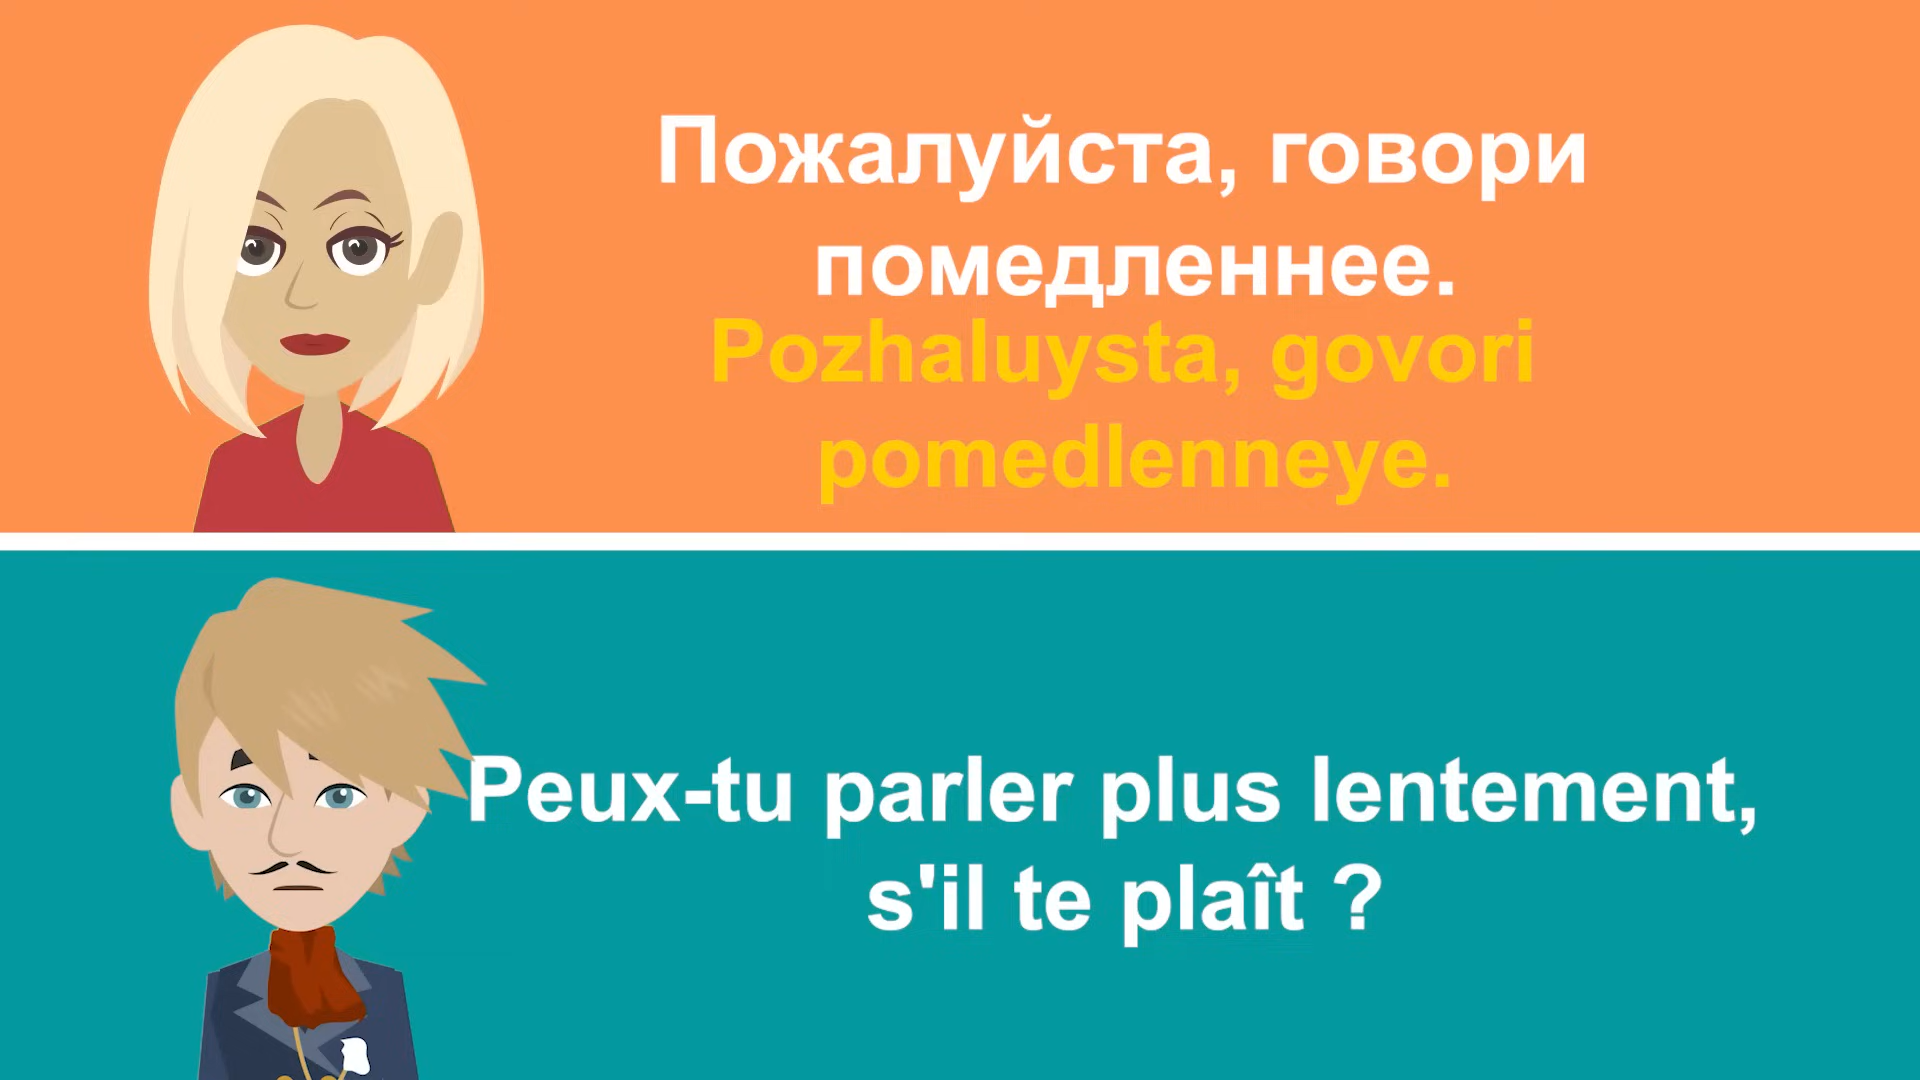 Пожалуйста, говори
помедленнее.
Pozhaluysta, govori
pomedlenneye.
Peux-tu parler plus lentement,
s'il te plaît ?